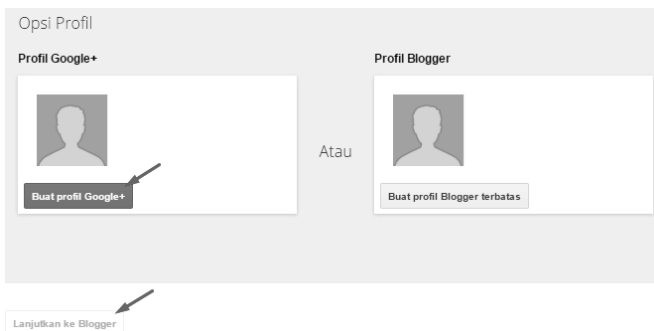 Opsi Profil
Profil Google+
Profil Blogger
Atau
Buat profil Google+
Buat profil Blogger terbatas
Lanjutkan ke Blogger